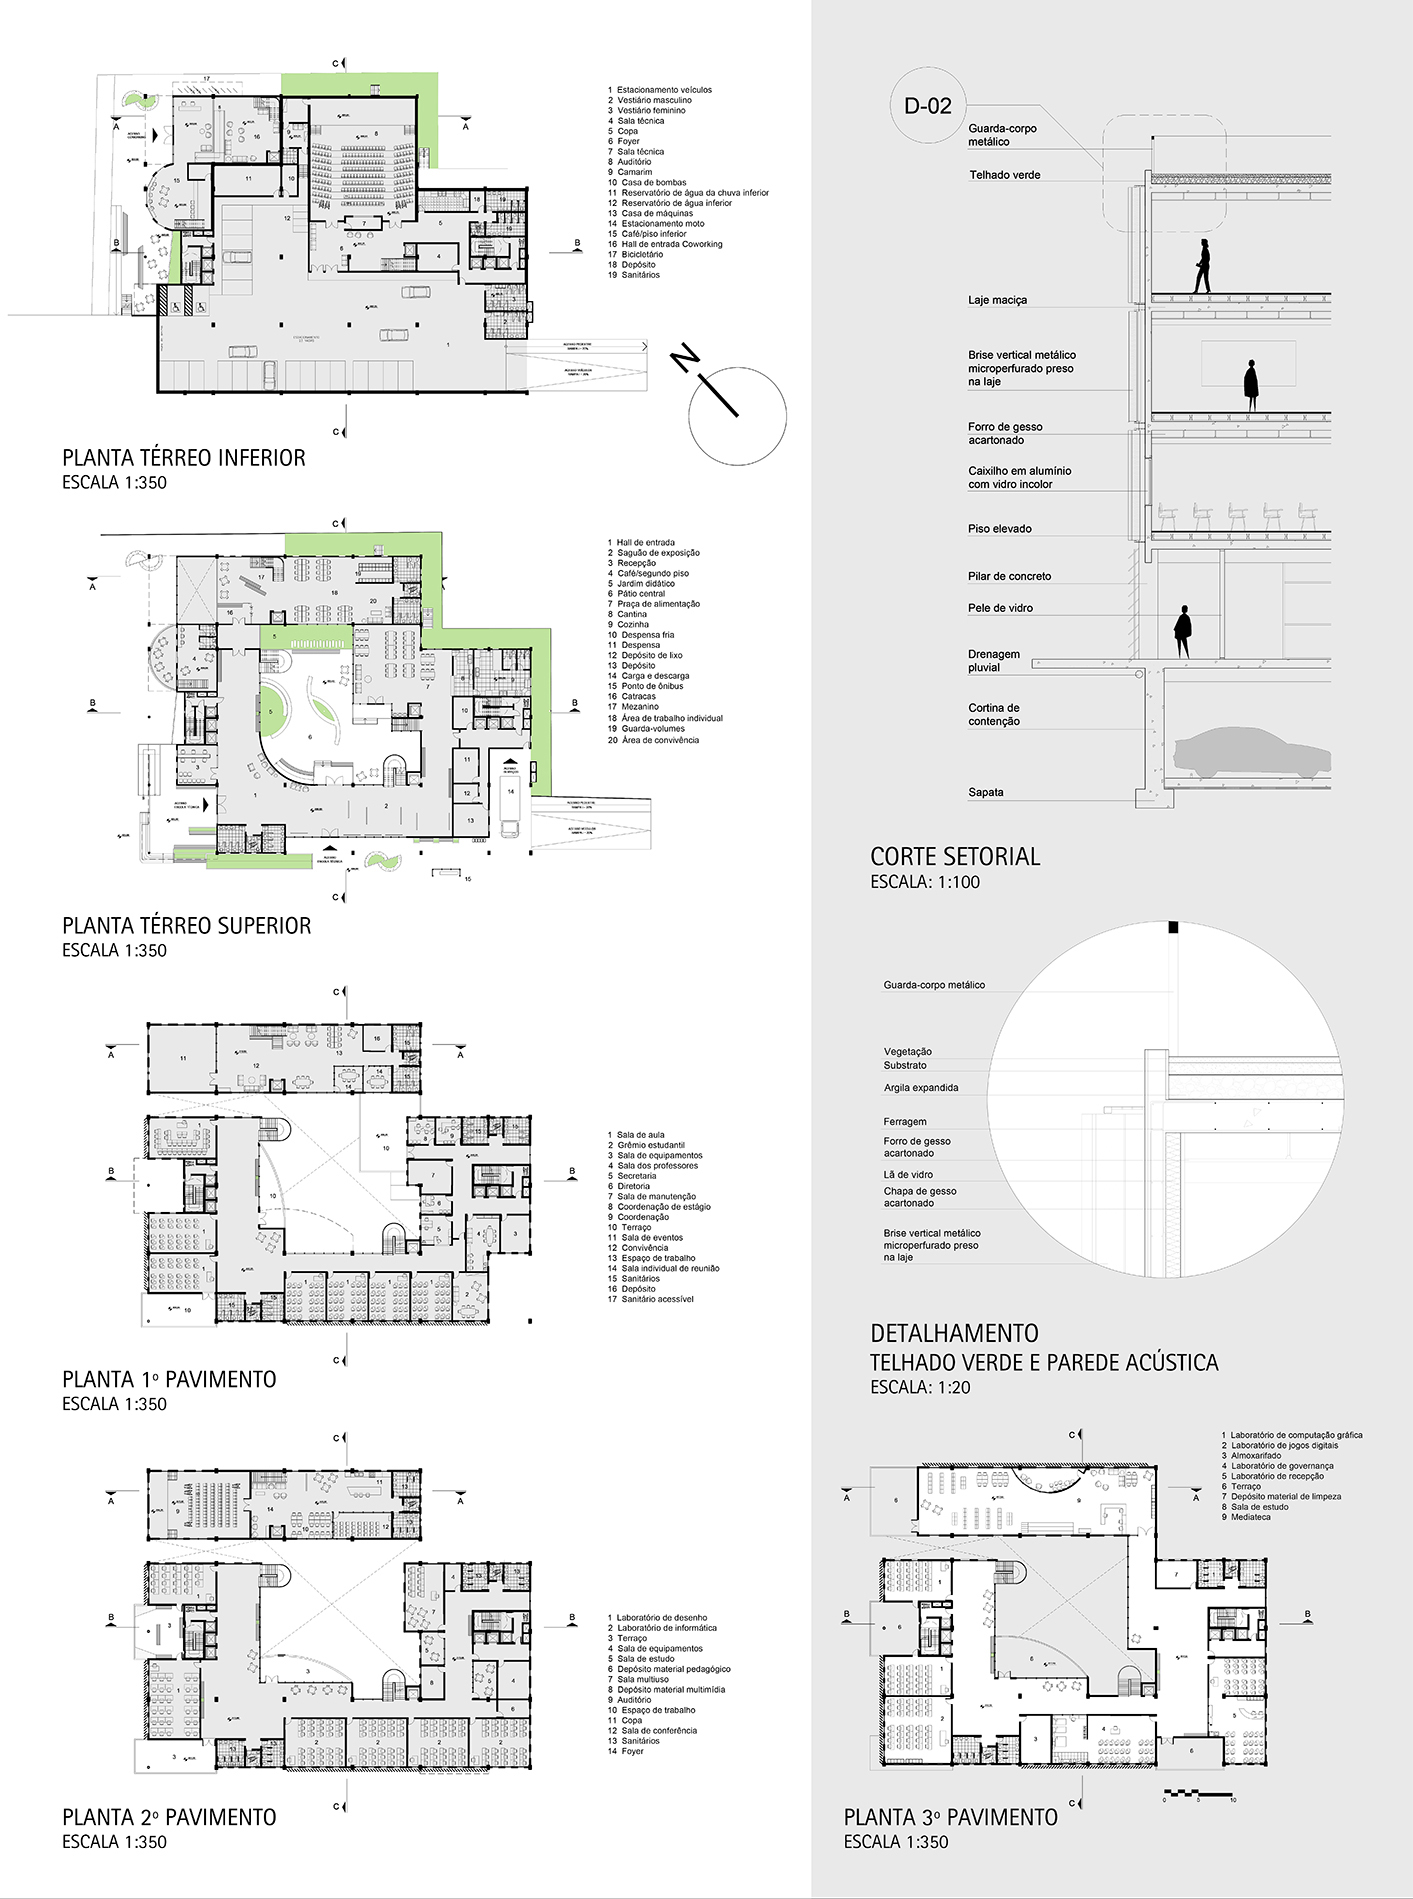 C
17
A
A
1 Estacionamento veículos
2 Vestiário masculino
3 Vestiário feminino
4 Sala técnica
5 Copa
6 Foyer
7 Sala técnica
8 Auditório
9 Camarim
10 Casa de bombas
11 Reservatório de água da chuva inferior
12 Reservatório de água inferior
13 Casa de máquinas
14 Estacionamento moto
15 Café/piso inferior
16 Hall de entrada Coworking
17 Bicicletário
18 Depósito
19 Sanitários
B
B
N
C
PLANTA TÉRREO INFERIOR
ESCALA 1:350
C
A
A
1 Hall de entrada
2 Saguão de exposição
3 Recepção
4 Café/segundo piso
5 Jardim didático
6 Pátio central
7 Praça de alimentação
8 Cantina
9 Cozinha
10 Despensa fria
11 Despensa
12 Depósito de lixo
13 Depósito
14 Carga e descarga
15 Ponto de ônibus
16 Catracas
17 Mezanino
18 Área de trabalho individual
19 Guarda-volumes
20 Área de convivência
B
B
15
C
PLANTA TÉRREO SUPERIOR
ESCALA 1:350
C
A
A
1 Sala de aula
2 Grêmio estudantil
3 Sala de equipamentos
4 Sala dos professores
5 Secretaria
6 Diretoria
7 Sala de manutenção
8 Coordenação de estágio
9 Coordenação
10 Terraço
11 Sala de eventos
12 Convivência
13 Espaço de trabalho
14 Sala individual de reunião
15 Sanitários
16 Depósito
17 Sanitário acessível
B
B
C
PLANTA 1º PAVIMENTO
ESCALA 1:350
C
A
A
1 Laboratório de desenho
2 Laboratório de informática
3 Terraço
4 Sala de equipamentos
5 Sala de estudo
6 Depósito material pedagógico
7 Sala multiuso
8 Depósito material multimídia
9 Auditório
10 Espaço de trabalho
11 Copa
12 Sala de conferência
13 Sanitários
14 Foyer
B
B
C
PLANTA 2º PAVIMENTO
ESCALA 1:350
D-02
Guarda-corpo
metálico
Telhado verde
Laje maciça
Brise vertical metálico
microperfurado preso
na laje
Forro de gesso
acartonado
Caixilho em alumínio
com vidro incolor
Piso elevado
Pilar de concreto
Pele de vidro
Drenagem
pluvial
Cortina de
contenção
Sapata
CORTE SETORIAL
ESCALA: 1:100
Guarda-corpo metálico
Vegetação
Substrato
Argila expandida
Ferragem
Forro de gesso
acartonado
Lã de vidro
Chapa de gesso
acartonado
Brise vertical metálico
microperfurado preso
na laje
DETALHAMENTO
TELHADO VERDE E PAREDE ACÚSTICA
ESCALA: 1:20
C
A
A
1 Laboratório de computação gráfica
2 Laboratório de jogos digitais
3 Almoxarifado
4 Laboratório de governança
5 Laboratório de recepção
6 Terraço
7 Depósito material de limpeza
8 Sala de estudo
9 Mediateca
B
B
C
0 5 10
PLANTA 3º PAVIMENTO
ESCALA 1:350